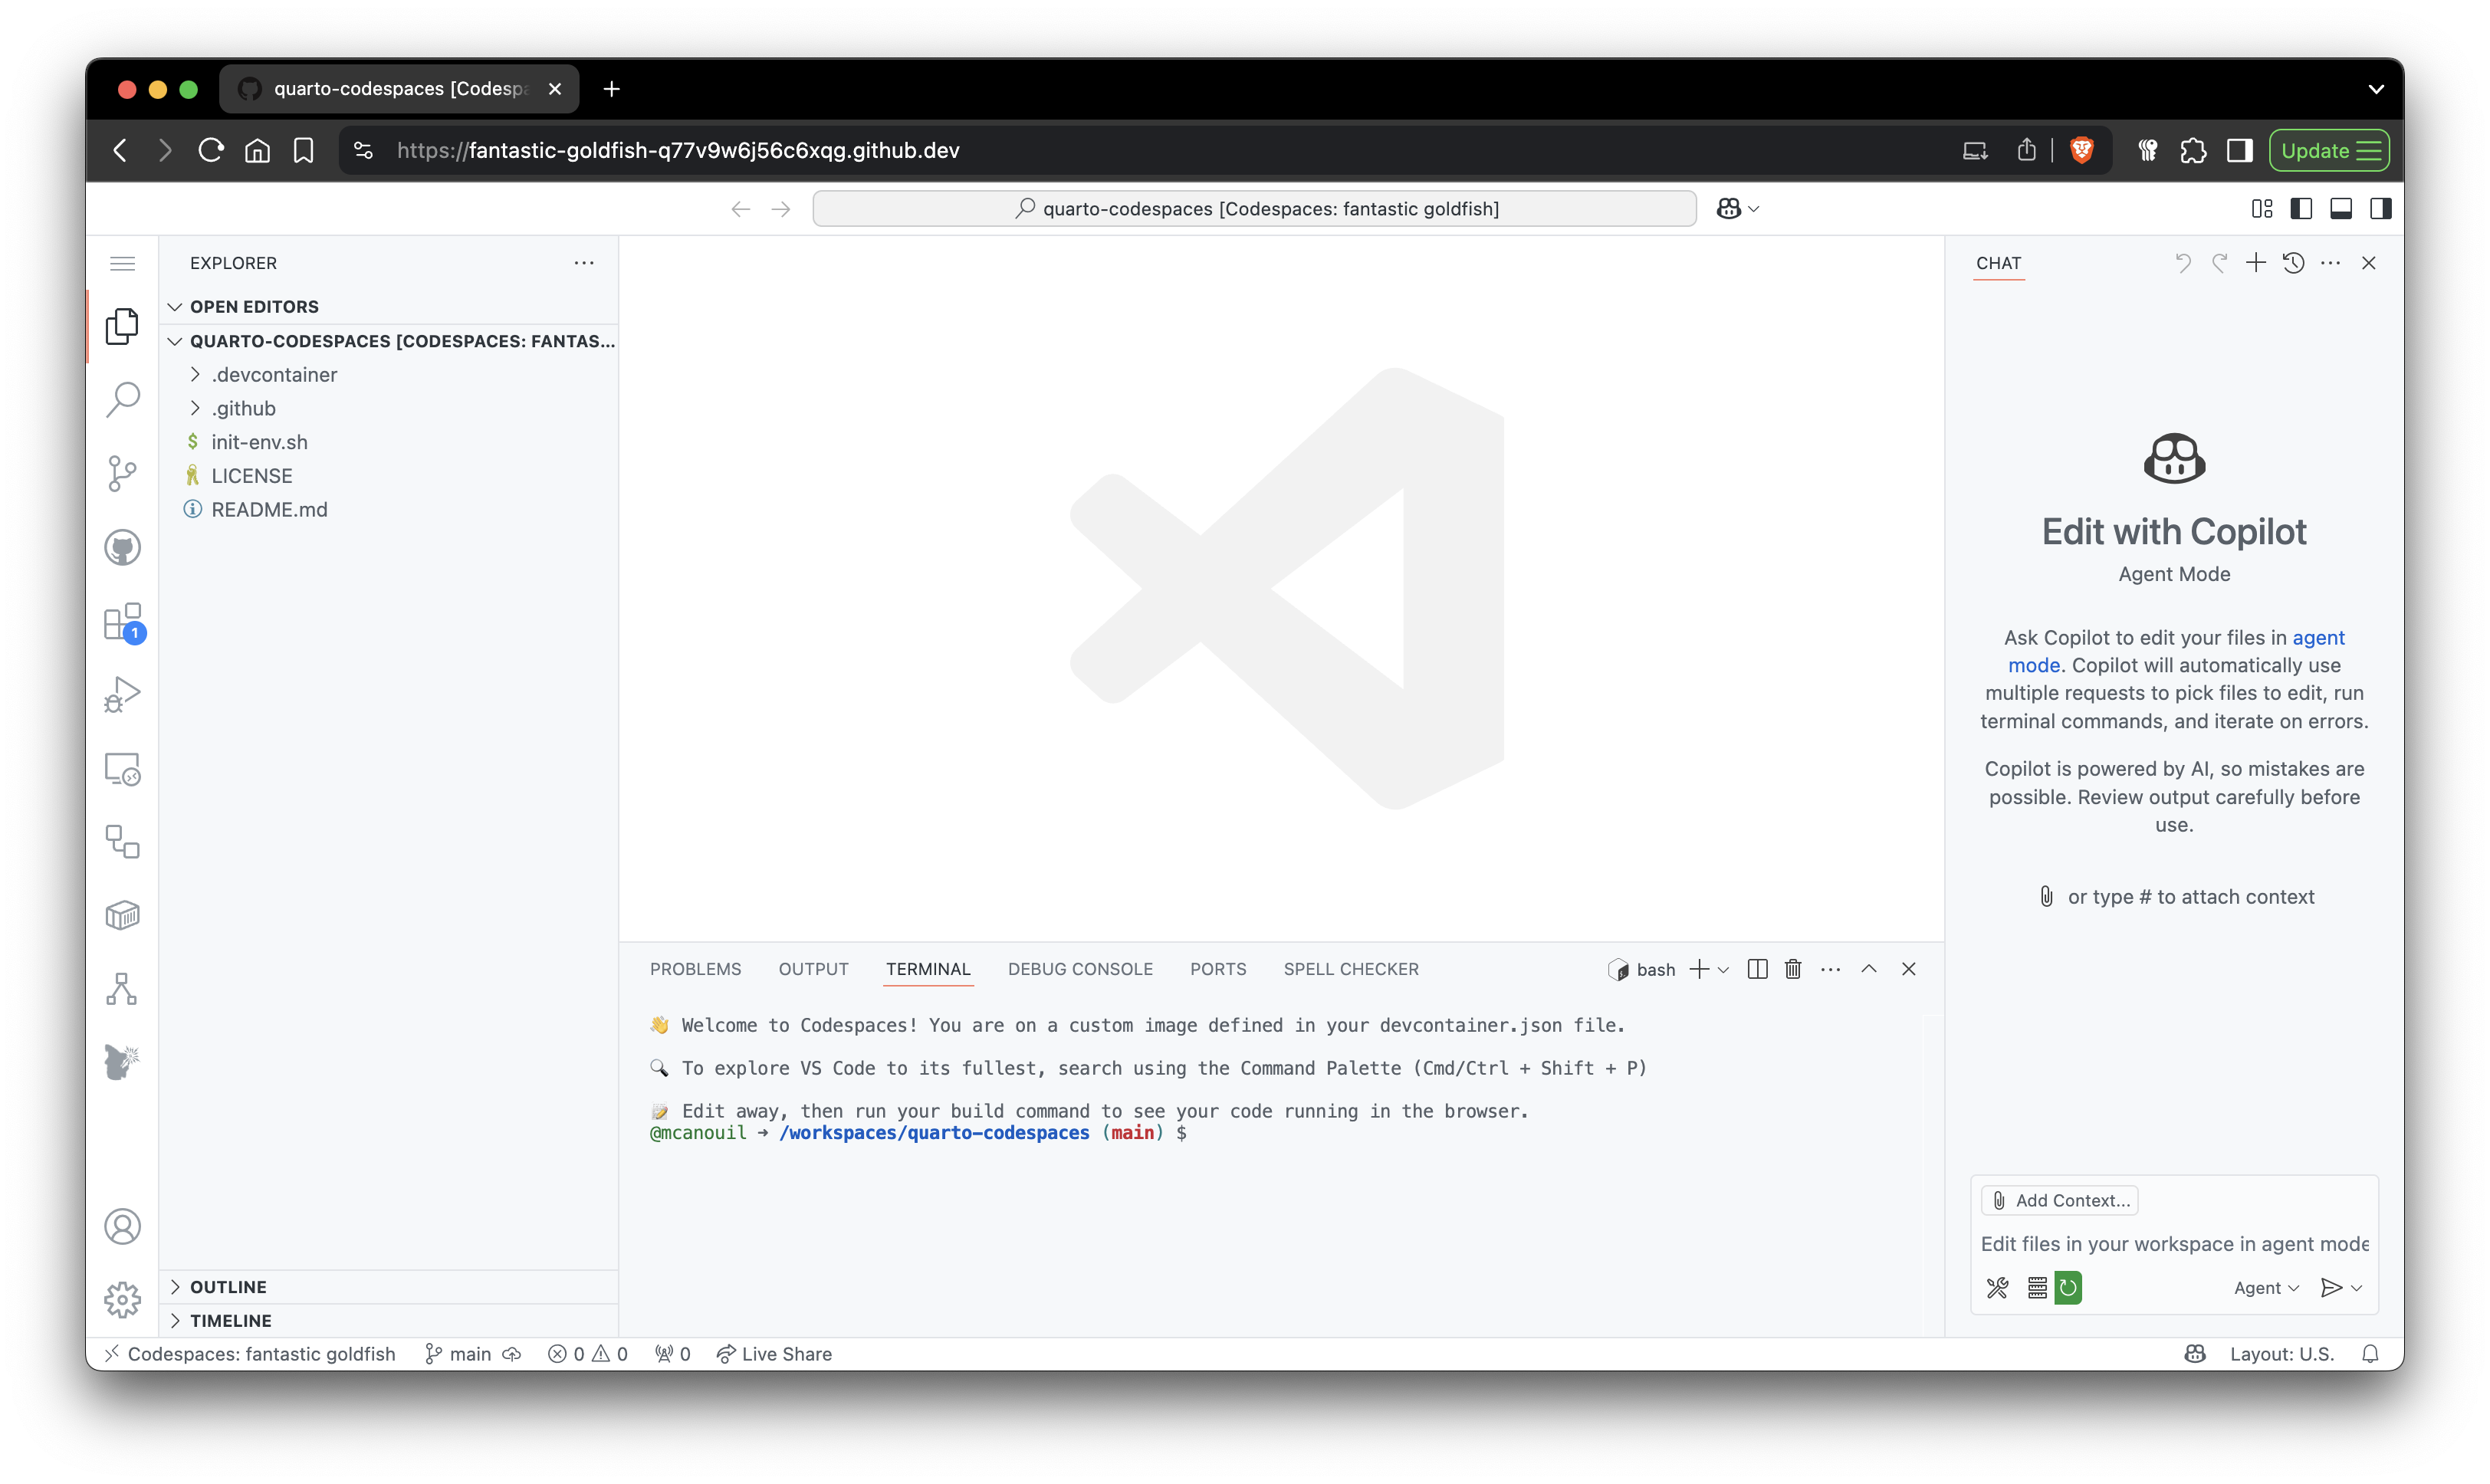 quarto-codespaces [Codespa
https://fantastic-goldfish-q77v9w6j56c6xqg.github.dev
Update
quarto-codespaces [Codespaces: fantastic goldfish]
EXPLORER
OPEN EDITORS
QUARTO-CODESPACES [CODESPACES: FANTAS...
.devcontainer
.github
$ init-env.sh
LICENSE
README.md
1
OUTLINE
TIMELINE
PROBLEMS OUTPUT TERMINAL DEBUG CONSOLE PORTS SPELL CHECKER
bash
👋 Welcome to Codespaces! You are on a custom image defined in your devcontainer.json file.
🔍 To explore VS Code to its fullest, search using the Command Palette (Cmd/Ctrl + Shift + P)
📝 Edit away, then run your build command to see your code running in the browser.
@mcanouil ➜ /workspaces/quarto-codespaces (main) $
CHAT
Edit with Copilot
Agent Mode
Ask Copilot to edit your files in agent
mode. Copilot will automatically use
multiple requests to pick files to edit, run
terminal commands, and iterate on errors.
Copilot is powered by AI, so mistakes are
possible. Review output carefully before
use.
or type # to attach context
Add Context...
Edit files in your workspace in agent mode
Agent
Codespaces: fantastic goldfish main 0 0 0 Live Share
Layout: U.S.